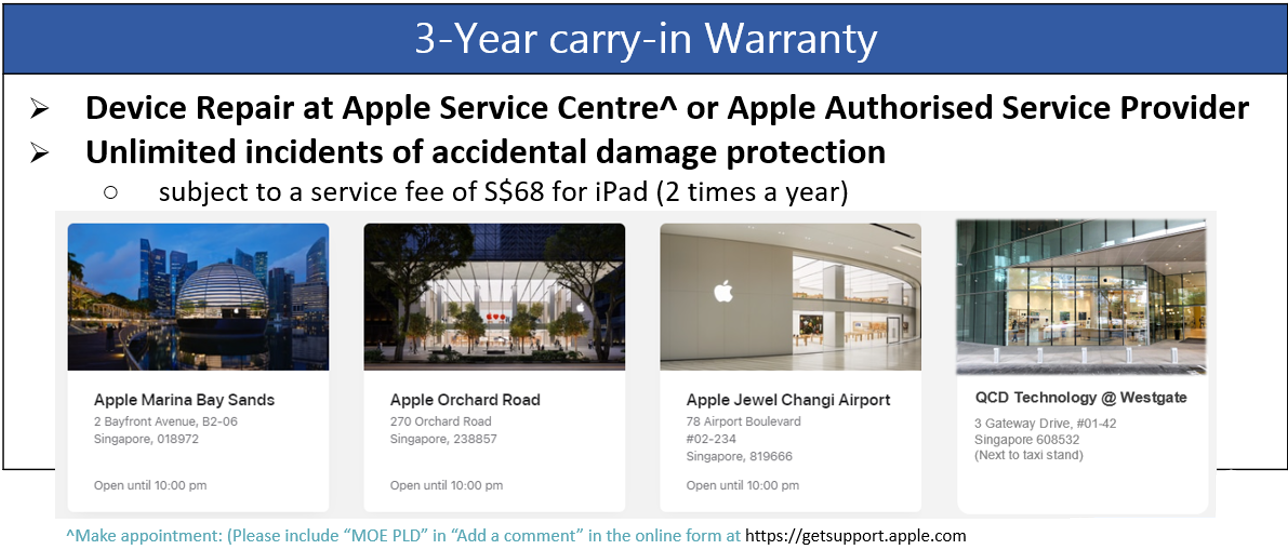 3-Year carry-in Warranty
➢ Device Repair at Apple Service Centre^ or Apple Authorised Service Provider
➢ Unlimited incidents of accidental damage protection
○ subject to a service fee of S$68 for iPad (2 times a year)
Apple Marina Bay Sands
2 Bayfront Avenue, B2-06
Singapore, 018972
Open until 10:00 pm
Apple Orchard Road
270 Orchard Road
Singapore, 238857
Open until 10:00 pm
Apple Jewel Changi Airport
78 Airport Boulevard
#02-234
Singapore, 819666
Open until 10:00 pm
QCD Technology @ Westgate
3 Gateway Drive, #01-42
Singapore 608532
(Next to taxi stand)
^Make appointment: (Please include “MOE PLD” in “Add a comment” in the online form at https://getsupport.apple.com